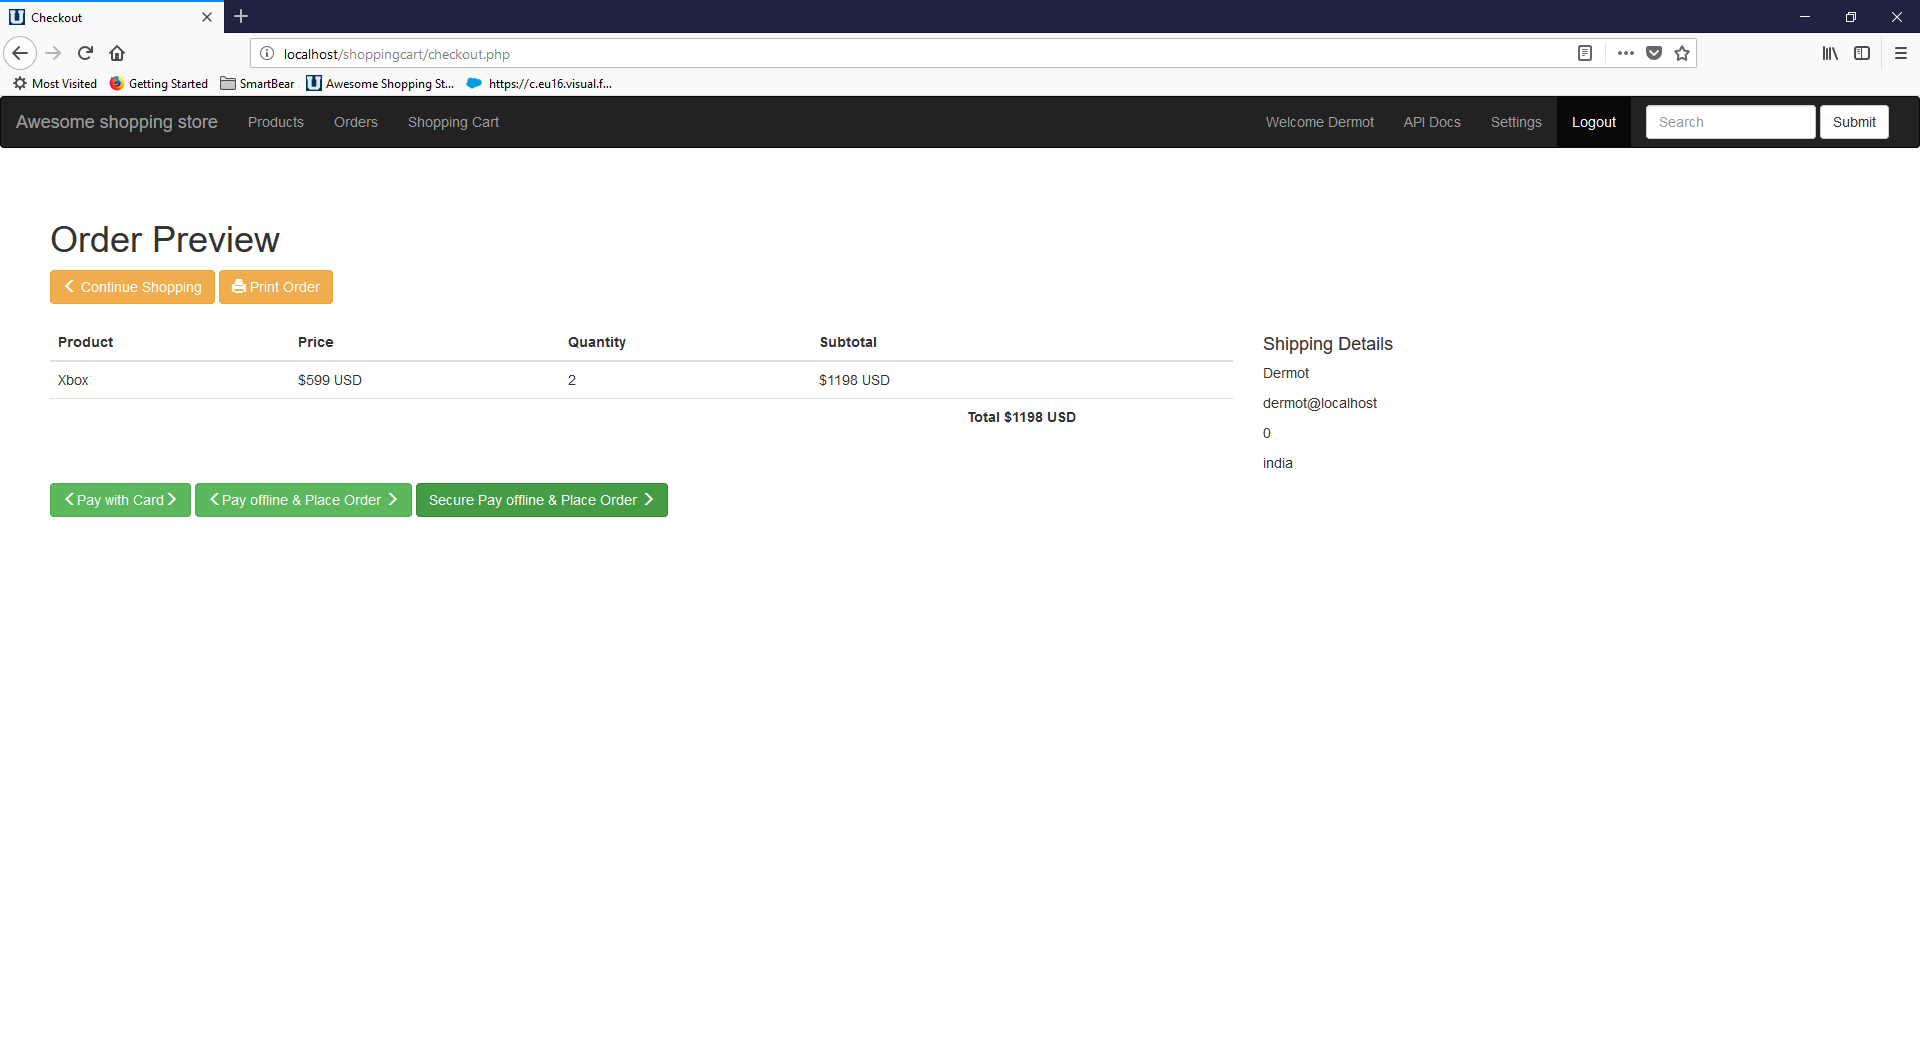 Checkout
localhost/shoppingcart/checkout.php
Most Visited Getting Started SmartBear Awesome Shopping St... https://c.eu16.visual.f...
Awesome shopping store Products Orders Shopping Cart Welcome Dermot API Docs Settings Logout Search Submit
Order Preview
Continue Shopping Print Order
Product Price Quantity Subtotal
Xbox $599 USD 2 $1198 USD
Total $1198 USD
Shipping Details
Dermot
dermot@localhost
0
india
Pay with Card Pay offline & Place Order Secure Pay offline & Place Order